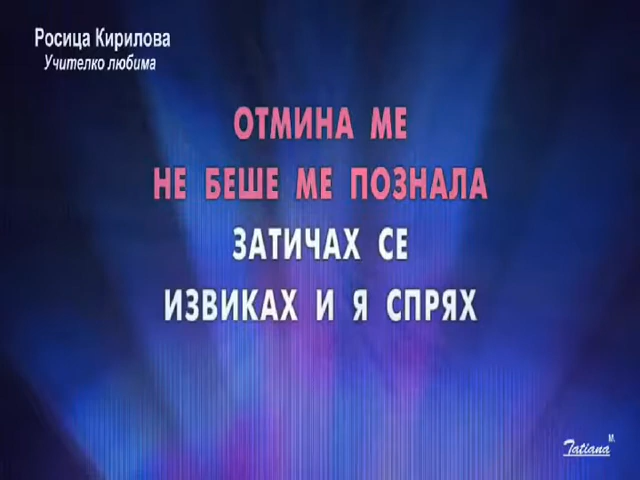 Росица Кирилова
Учителко любима
ОТМИНА МЕ
НЕ БЕШЕ МЕ ПОЗНАЛА
ЗАТИЧАХ СЕ
ИЗВИКАХ И Я СПРЯХ
Tatiana M.